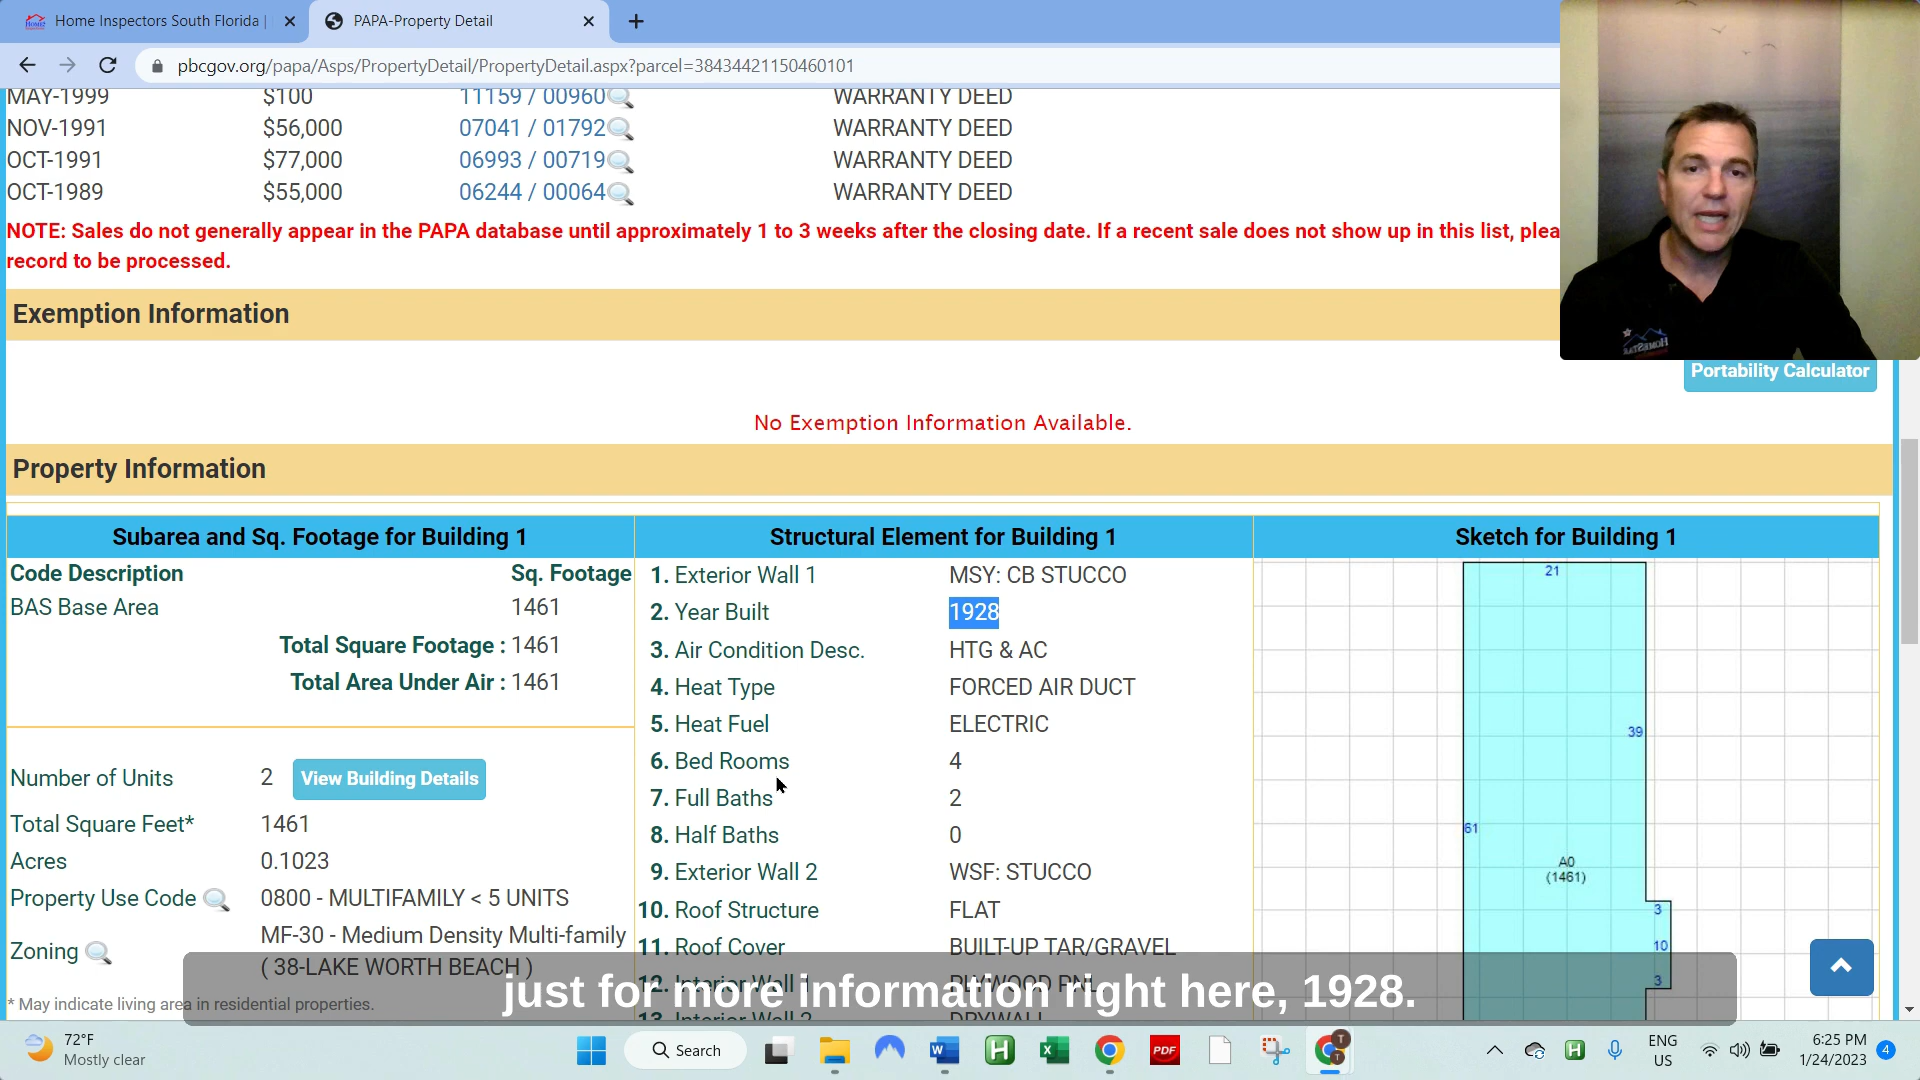 Home Inspectors South Florida |
PAPA-Property Detail
pbcgov.org/papa/Asps/PropertyDetail/PropertyDetail.aspx?parcel=38434421150460101
MAY-1999 $100 11159 / 00960 WARRANTY DEED
NOV-1991 $56,000 07041 / 01792 WARRANTY DEED
OCT-1991 $77,000 06993 / 00719 WARRANTY DEED
OCT-1989 $55,000 06244 / 00064 WARRANTY DEED
NOTE: Sales do not generally appear in the PAPA database until approximately 1 to 3 weeks after the closing date. If a recent sale does not show up in this list, plea
record to be processed.
Exemption Information
Portability Calculator
No Exemption Information Available.
Property Information
Subarea and Sq. Footage for Building 1
Code Description Sq. Footage
BAS Base Area 1461
Total Square Footage : 1461
Total Area Under Air : 1461
Number of Units 2 View Building Details
Total Square Feet* 1461
Acres 0.1023
Property Use Code 0800 - MULTIFAMILY < 5 UNITS
Zoning MF-30 - Medium Density Multi-family
( 38-LAKE WORTH BEACH )
* May indicate living area in residential properties.
Structural Element for Building 1
1. Exterior Wall 1 MSY: CB STUCCO
2. Year Built 1928
3. Air Condition Desc. HTG & AC
4. Heat Type FORCED AIR DUCT
5. Heat Fuel ELECTRIC
6. Bed Rooms 4
7. Full Baths 2
8. Half Baths 0
9. Exterior Wall 2 WSF: STUCCO
10. Roof Structure FLAT
11. Roof Cover BUILT-UP TAR/GRAVEL
12. Interior Wall 1 PLYWOOD PNL
13. Interior Wall 2 DRYWALL
Sketch for Building 1
21
39
61
A0
(1461)
3
10
3
just for more information right here, 1928.
72°F
Mostly clear
Search
PDF
ENG
US
6:25 PM
1/24/2023
4